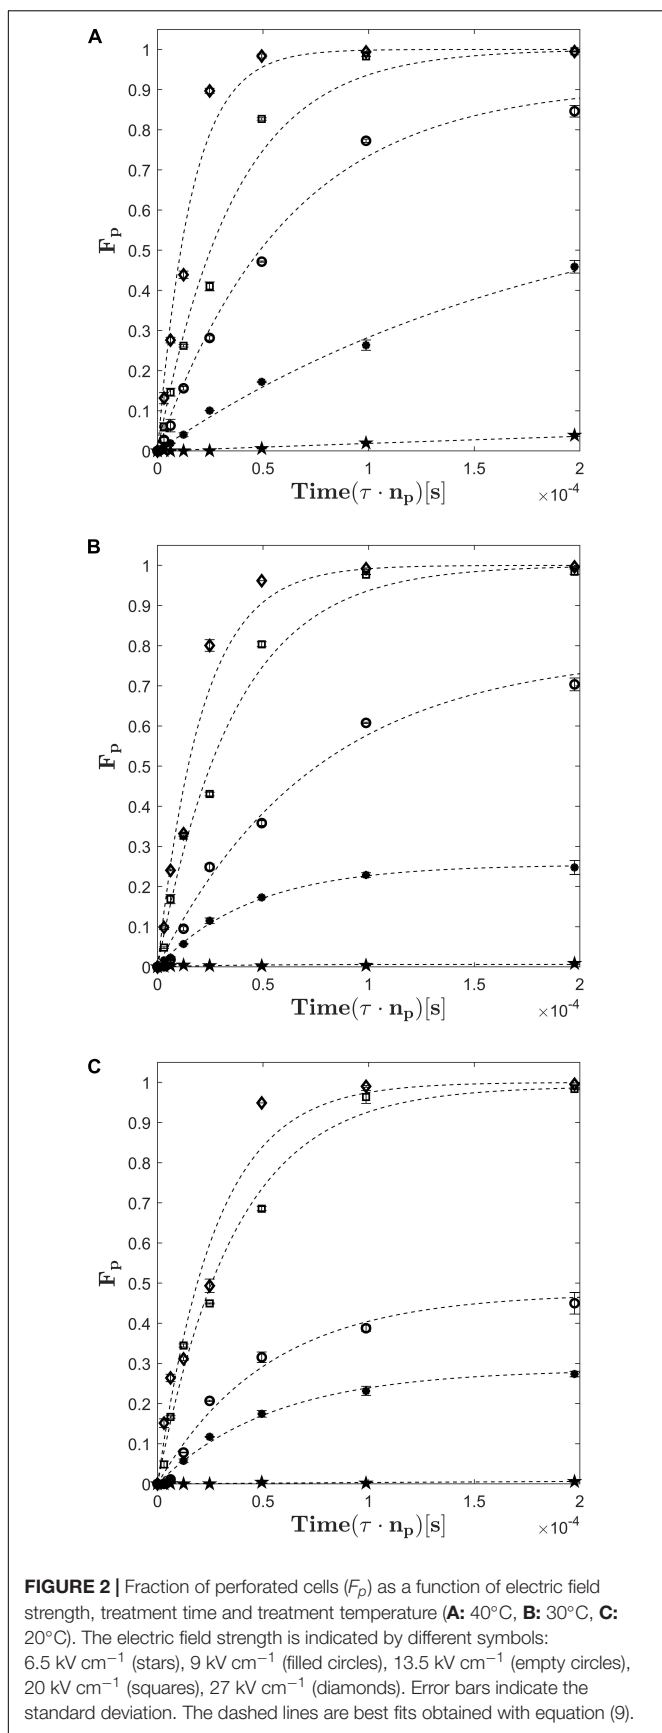 A
1
0.9
0.8
0.7
0.6
0.5
0.4
0.3
0.2
0.1
0
F_p
0 0.5 1 1.5 2
Time(τ · n_p)[s] ×10⁻⁴
B
1
0.9
0.8
0.7
0.6
0.5
0.4
0.3
0.2
0.1
0
F_p
0 0.5 1 1.5 2
Time(τ · n_p)[s] ×10⁻⁴
C
1
0.9
0.8
0.7
0.6
0.5
0.4
0.3
0.2
0.1
0
F_p
0 0.5 1 1.5 2
Time(τ · n_p)[s] ×10⁻⁴
FIGURE 2 | Fraction of perforated cells (F_p) as a function of electric field
strength, treatment time and treatment temperature (A: 40°C, B: 30°C, C:
20°C). The electric field strength is indicated by different symbols:
6.5 kV cm⁻¹ (stars), 9 kV cm⁻¹ (filled circles), 13.5 kV cm⁻¹ (empty circles),
20 kV cm⁻¹ (squares), 27 kV cm⁻¹ (diamonds). Error bars indicate the
standard deviation. The dashed lines are best fits obtained with equation (9).